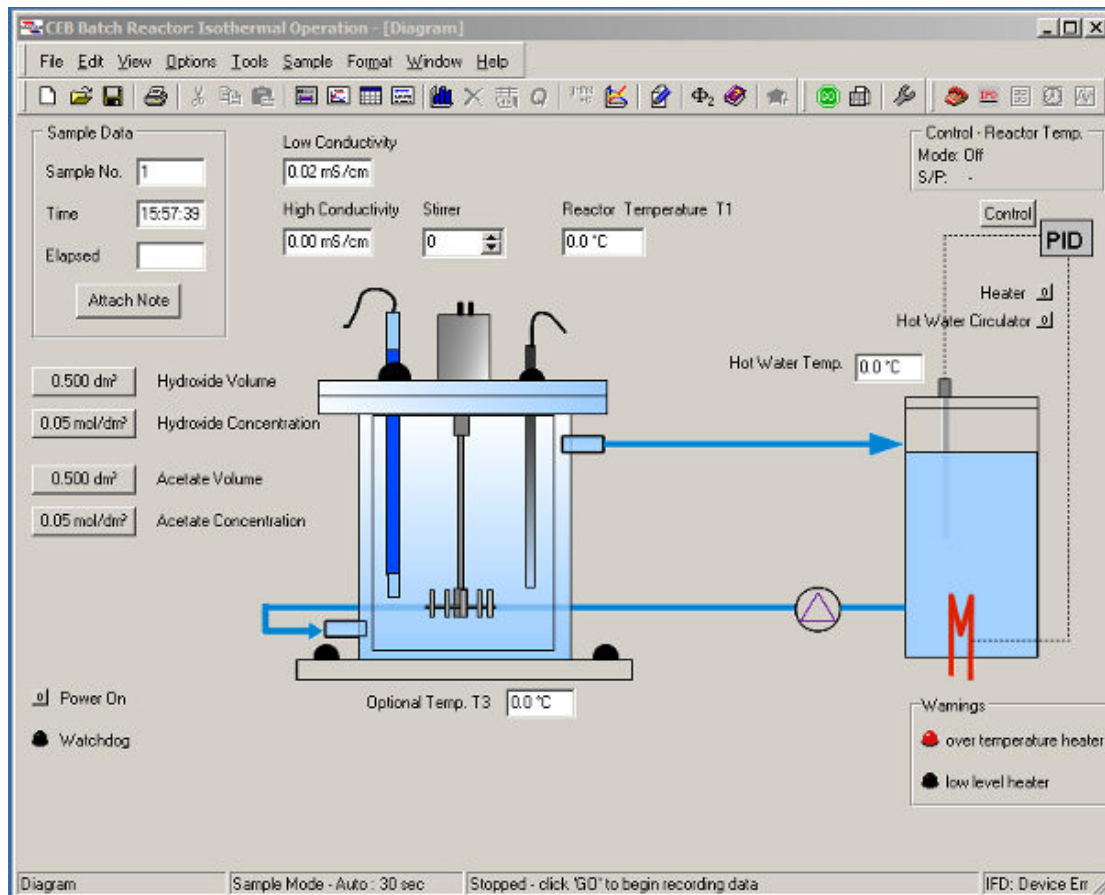 CEB Batch Reactor: Isothermal Operation - [Diagram]
File Edit View Options Tools Sample Format Window Help
Sample Data
Sample No. 1
Time 15:57:39
Elapsed
Attach Note
Low Conductivity
0.02 mS/cm
High Conductivity
0.00 mS/cm
Stirrer
0
Reactor Temperature T1
0.0 °C
Control - Reactor Temp.
Mode: Off
S/P: -
Control
PID
Heater 0
Hot Water Circulator 0
Hot Water Temp. 0.0 °C
0.500 dm³ Hydroxide Volume
0.05 mol/dm³ Hydroxide Concentration
0.500 dm³ Acetate Volume
0.05 mol/dm³ Acetate Concentration
0 Power On
Watchdog
Optional Temp. T3 0.0 °C
Warnings
over temperature heater
low level heater
Diagram
Sample Mode - Auto : 30 sec
Stopped - click 'GO' to begin recording data
IFD: Device Err